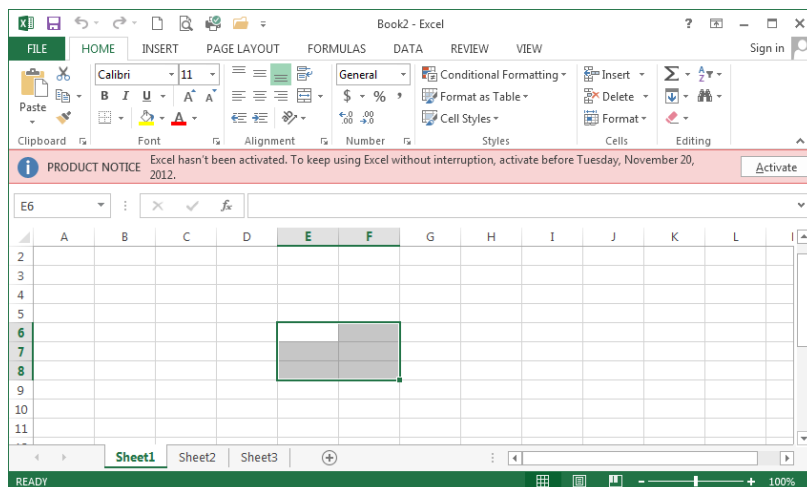 Book2 - Excel
FILE HOME INSERT PAGE LAYOUT FORMULAS DATA REVIEW VIEW Sign in
Calibri 11 General Conditional Formatting Insert
Paste B I U A A $ % , Format as Table Delete
A Cell Styles Format
Clipboard Font Alignment Number Styles Cells Editing
PRODUCT NOTICE Excel hasn't been activated. To keep using Excel without interruption, activate before Tuesday, November 20, 2012. Activate
E6 fx
A B C D E F G H I J K L
2
3
4
5
6
7
8
9
10
11
Sheet1 Sheet2 Sheet3
READY 100%